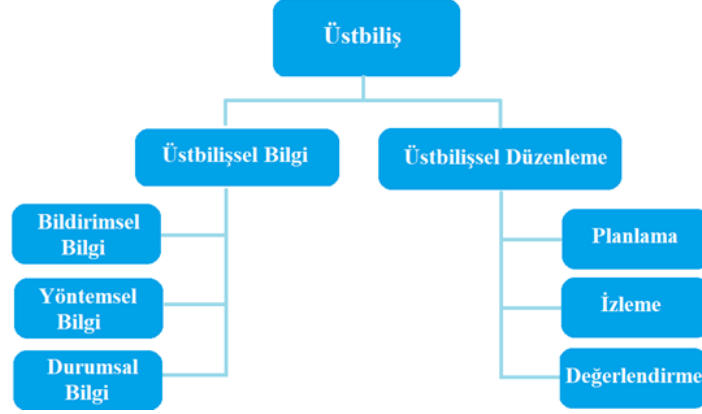 Üstbiliş
Üstbilişsel Bilgi
Üstbilişsel Düzenleme
Bildirimsel
Bilgi
Yöntemsel
Bilgi
Durumsal
Bilgi
Planlama
İzleme
Değerlendirme